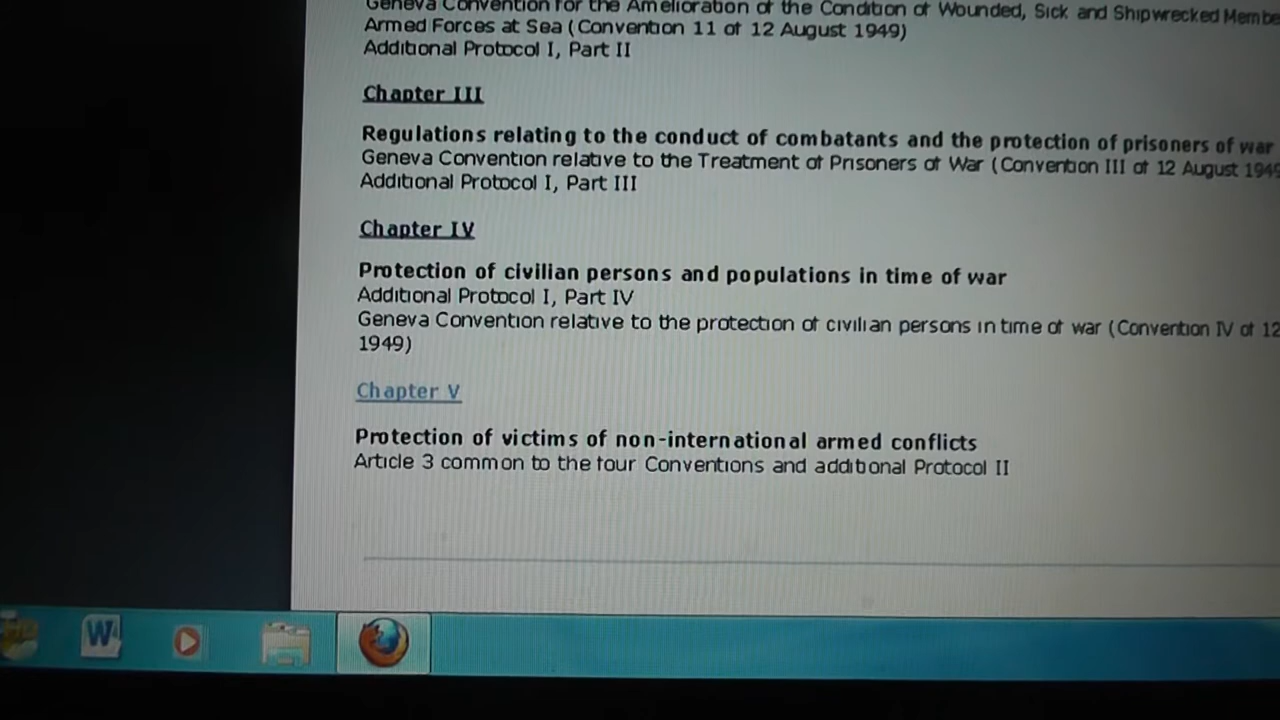 Geneva Convention for the Amelioration of the Condition of Wounded, Sick and Shipwrecked
Armed Forces at Sea (Convention 11 of 12 August 1949)
Additional Protocol I, Part II
Chapter III
Regulations relating to the conduct of combatants and the protection of prisoners of war
Geneva Convention relative to the Treatment of Prisoners of War (Convention III of 12 August
Additional Protocol I, Part III
Chapter IV
Protection of civilian persons and populations in time of war
Additional Protocol I, Part IV
Geneva Convention relative to the protection of civilian persons in time of war (Convention IV of 12
1949)
Chapter V
Protection of victims of non-international armed conflicts
Article 3 common to the four Conventions and additional Protocol II
W